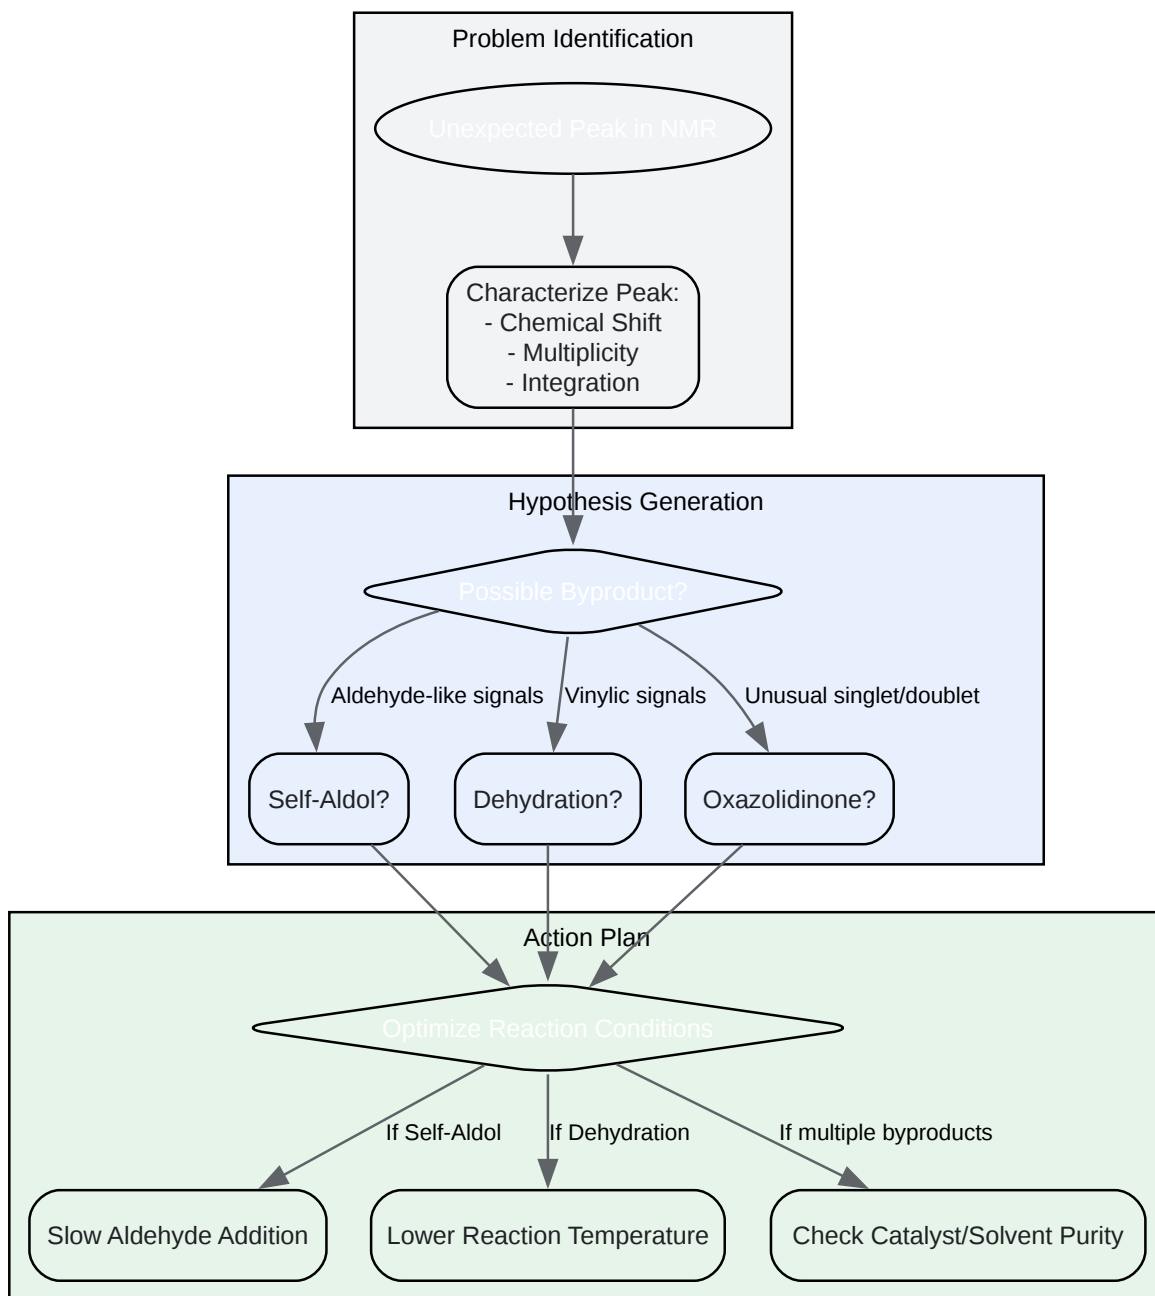 Problem Identification
Unexpected Peak in NMR
Characterize Peak:
- Chemical Shift
- Multiplicity
- Integration
Hypothesis Generation
Possible Byproduct?
Aldehyde-like signals
Vinylic signals
Unusual singlet/doublet
Self-Aldol?
Dehydration?
Oxazolidinone?
Action Plan
Optimize Reaction Conditions
If Self-Aldol
If Dehydration
If multiple byproducts
Slow Aldehyde Addition
Lower Reaction Temperature
Check Catalyst/Solvent Purity